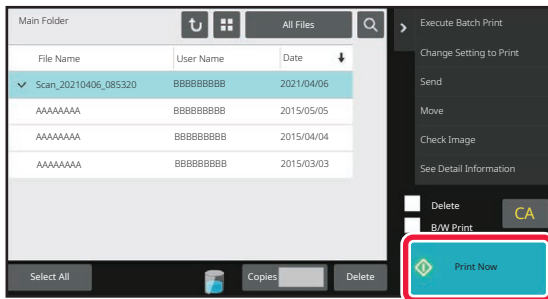 Main Folder
All Files
File Name
User Name
Date
Scan_20210406_085320
BBBBBBBBB
2021/04/06
AAAAAAAA
BBBBBBBBB
2015/05/05
AAAAAAAA
BBBBBBBBB
2015/04/04
AAAAAAAA
BBBBBBBBB
2015/03/03
Select All
Copies
Delete
Execute Batch Print
Change Setting to Print
Send
Move
Check Image
See Detail Information
Delete
B/W Print
CA
Print Now